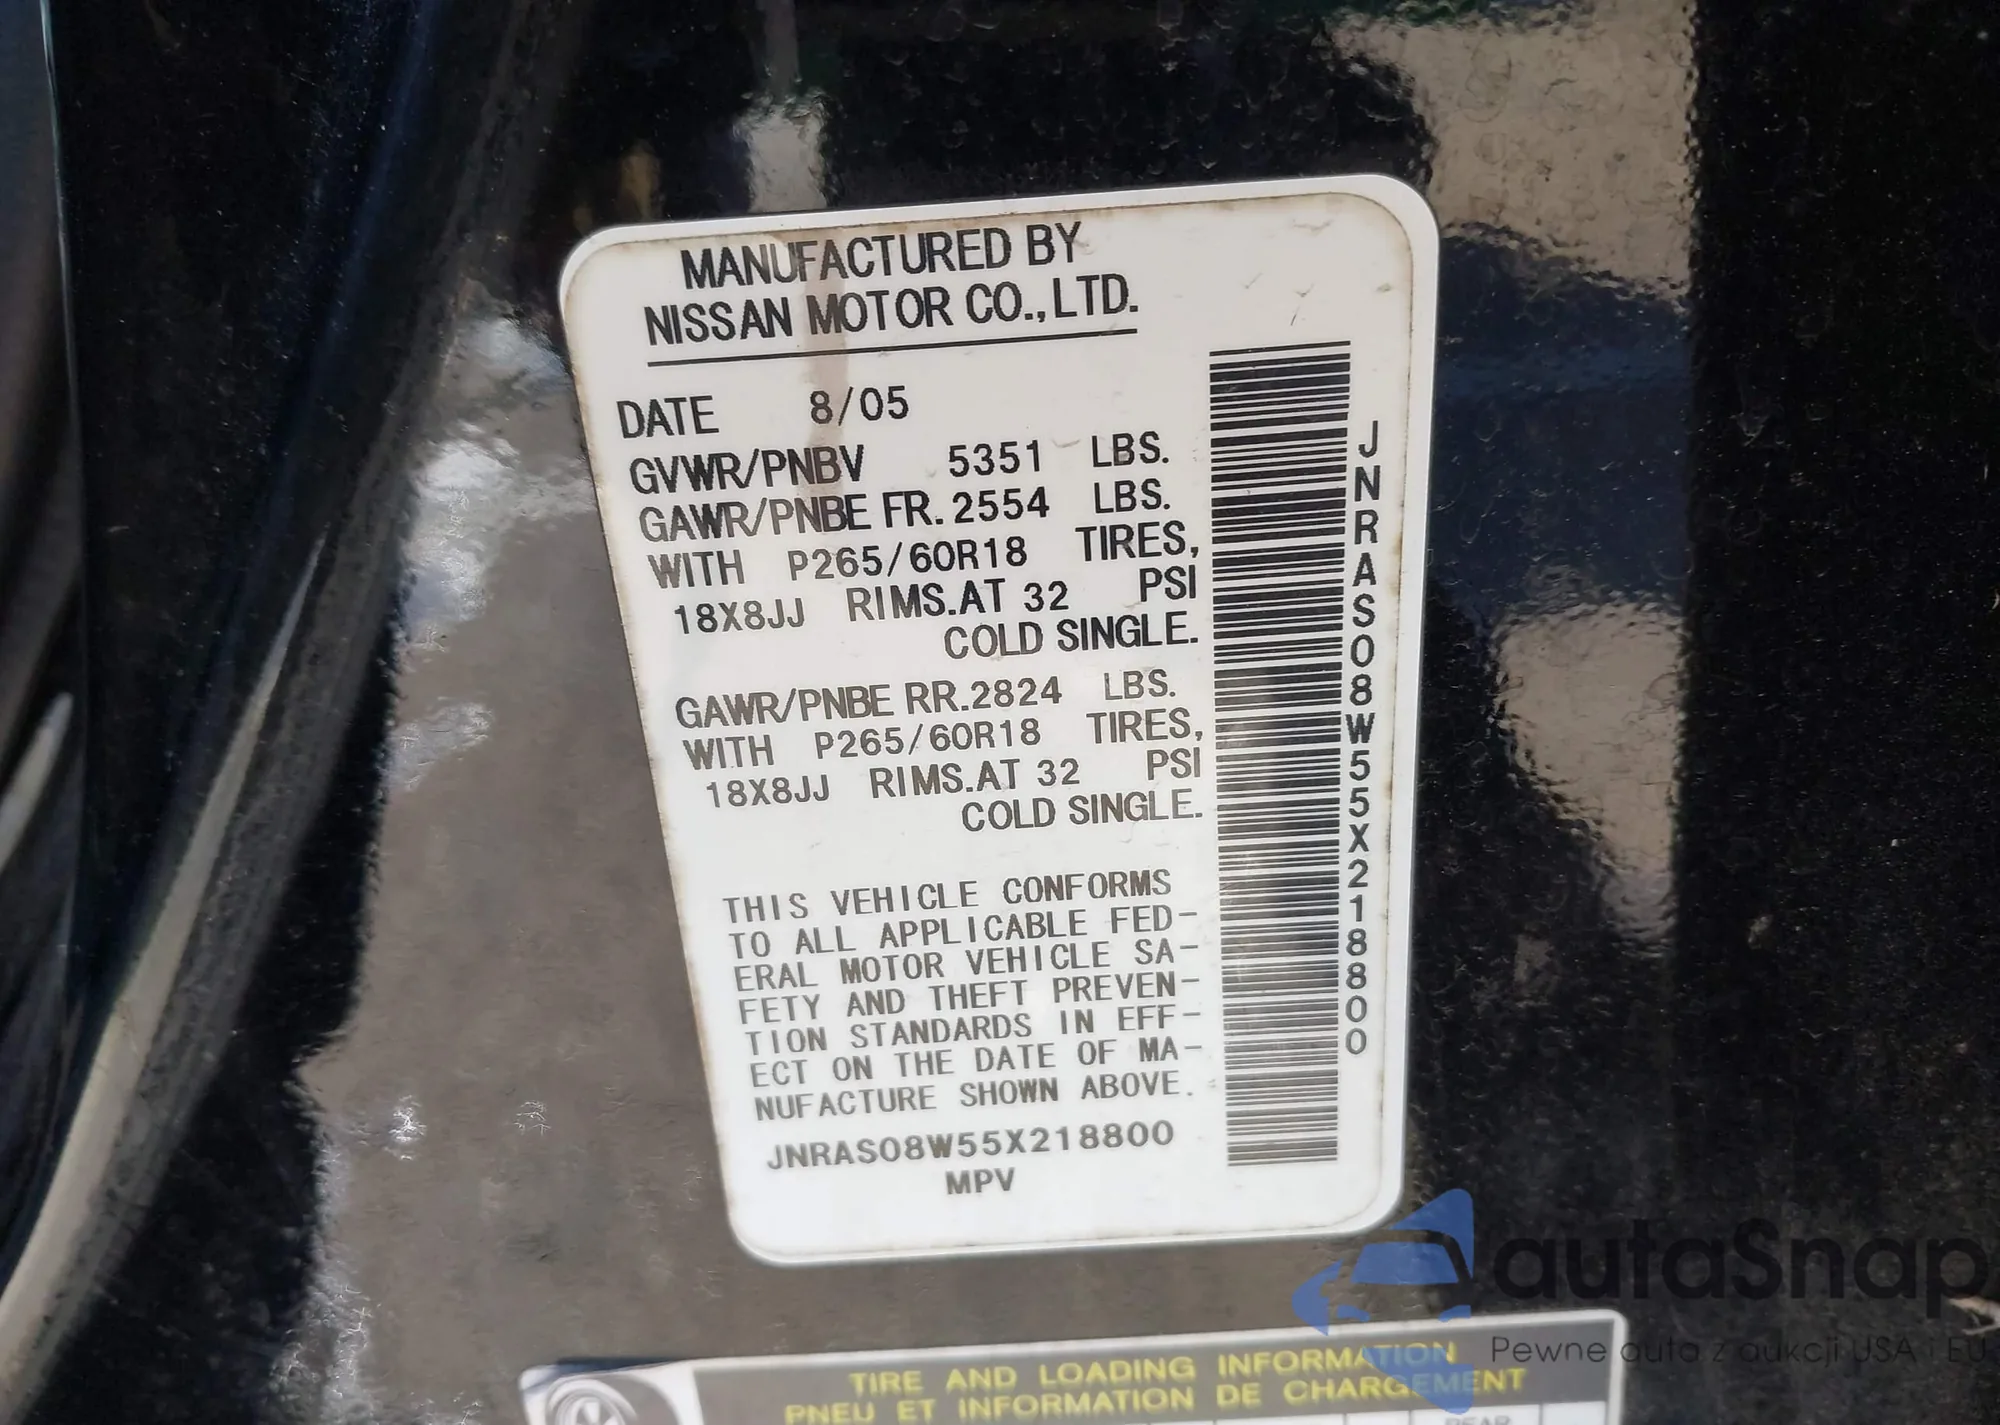 MANUFACTURED BY
NISSAN MOTOR CO., LTD.
DATE 8/05
GVWR/PNBV 5351 LBS.
GAWR/PNBE FR. 2554 LBS.
WITH P265/60R18 TIRES,
18X8JJ RIMS.AT 32 PSI
COLD SINGLE.
GAWR/PNBE RR.2824 LBS.
WITH P265/60R18 TIRES,
18X8JJ RIMS.AT 32 PSI
COLD SINGLE.
THIS VEHICLE CONFORMS
TO ALL APPLICABLE FED-
ERAL MOTOR VEHICLE SA-
FETY AND THEFT PREVEN-
TION STANDARDS IN EFF-
ECT ON THE DATE OF MA-
NUFACTURE SHOWN ABOVE.
JNRAS08W55X218800
MPV
JNRAS08W55X218800
TIRE AND LOADING INFORMATION
PNEU ET INFORMATION DE CHARGEMENT
REAR
autaSnap
Pewne auta z aukcji USA i EU